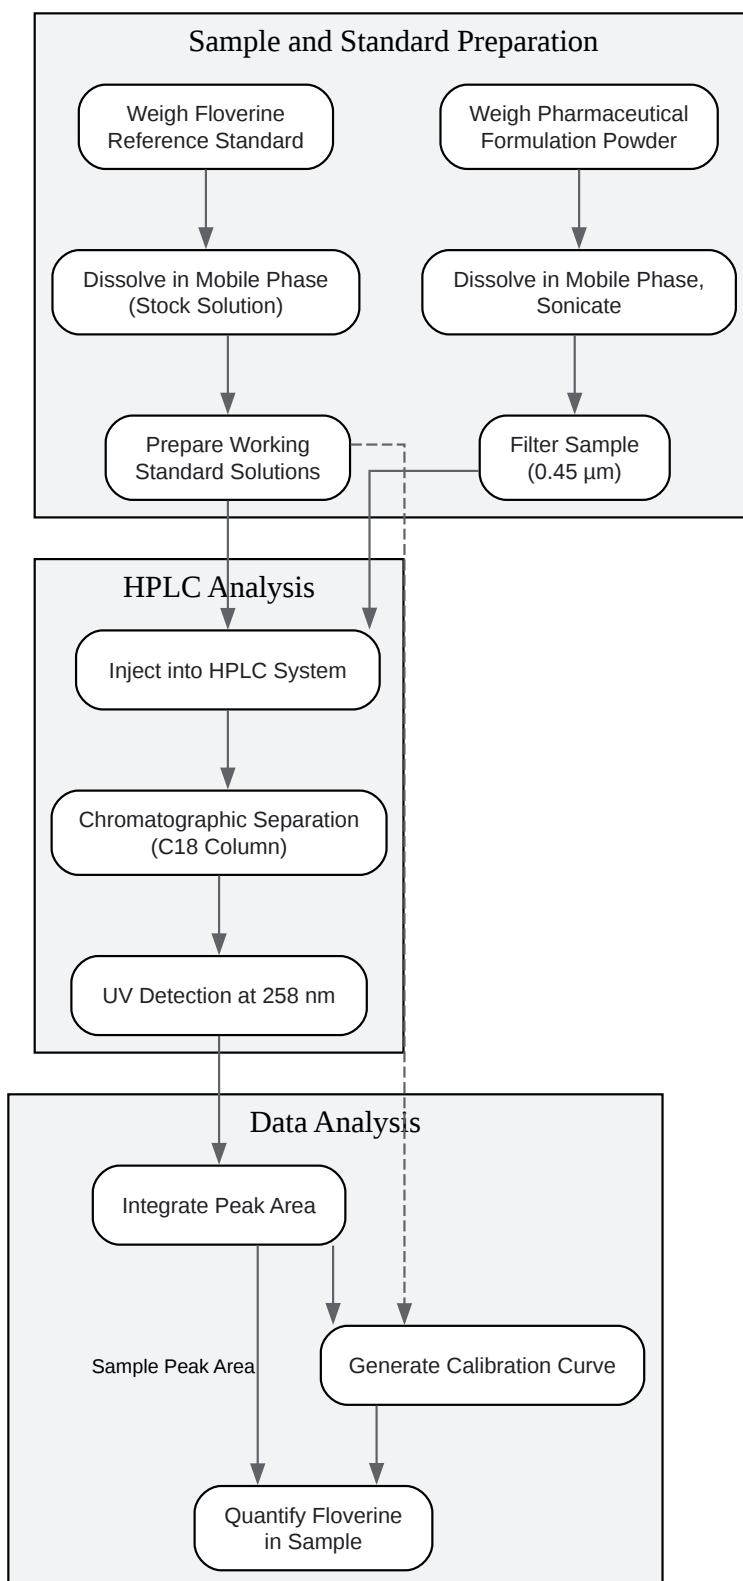 Sample and Standard Preparation
Weigh Floverine
Reference Standard
Weigh Pharmaceutical
Formulation Powder
Dissolve in Mobile Phase
(Stock Solution)
Dissolve in Mobile Phase,
Sonicate
Prepare Working
Standard Solutions
Filter Sample
(0.45 µm)
HPLC Analysis
Inject into HPLC System
Chromatographic Separation
(C18 Column)
UV Detection at 258 nm
Data Analysis
Integrate Peak Area
Sample Peak Area
Generate Calibration Curve
Quantify Floverine
in Sample